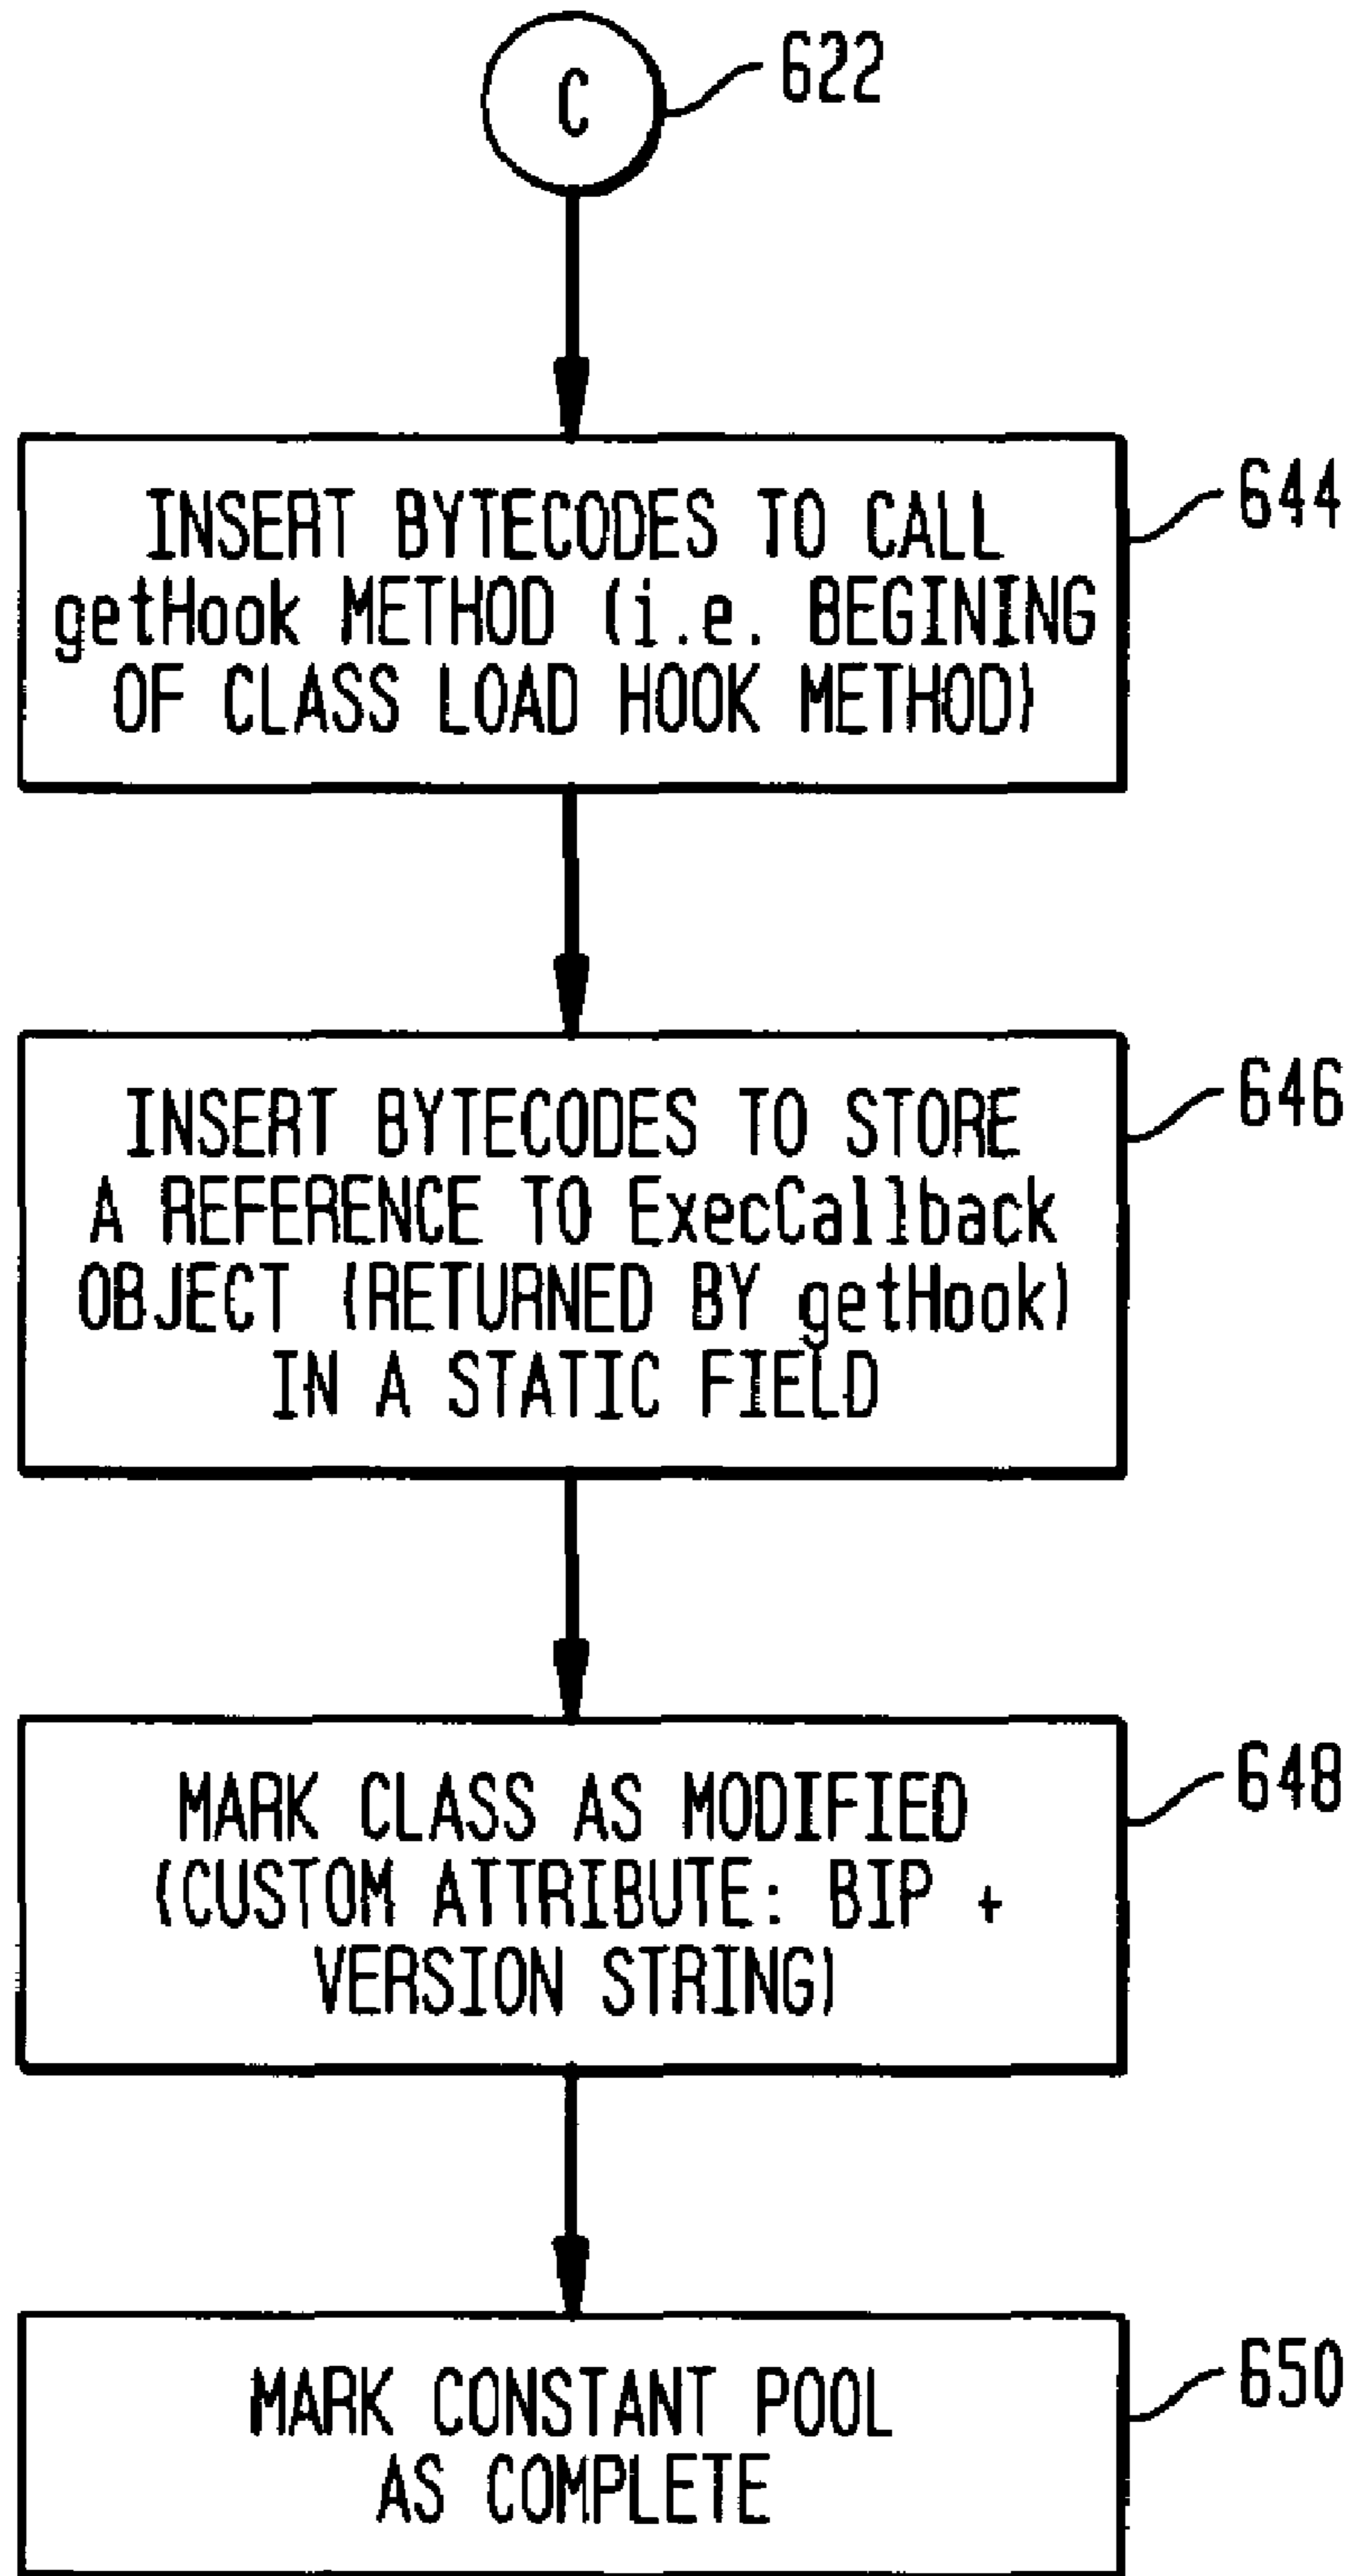 C
622
INSERT BYTECODES TO CALL
getHook METHOD (i.e. BEGINING
OF CLASS LOAD HOOK METHOD)
644
INSERT BYTECODES TO STORE
A REFERENCE TO ExecCallback
OBJECT (RETURNED BY getHook)
IN A STATIC FIELD
646
MARK CLASS AS MODIFIED
(CUSTOM ATTRIBUTE: BIP +
VERSION STRING)
648
MARK CONSTANT POOL
AS COMPLETE
650